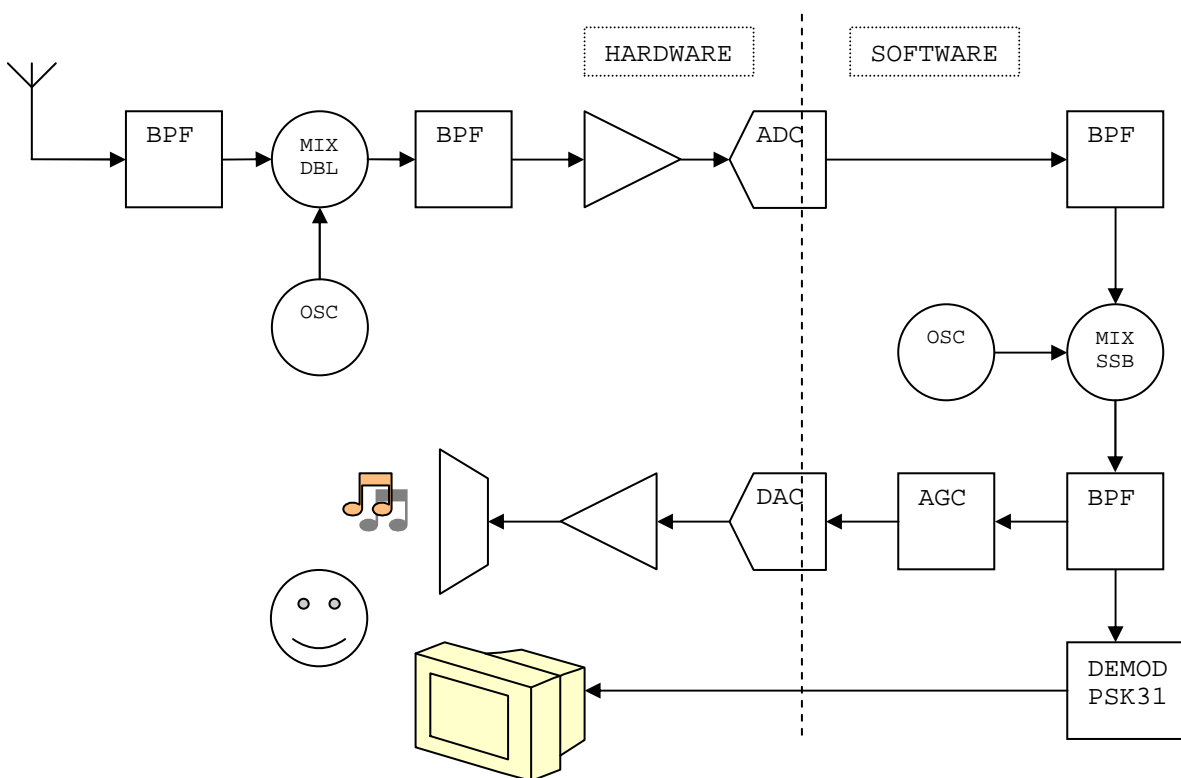 HARDWARE
SOFTWARE
BPF
MIX
DBL
BPF
ADC
BPF
OSC
OSC
MIX
SSB
DAC
AGC
BPF
DEMOD
PSK31